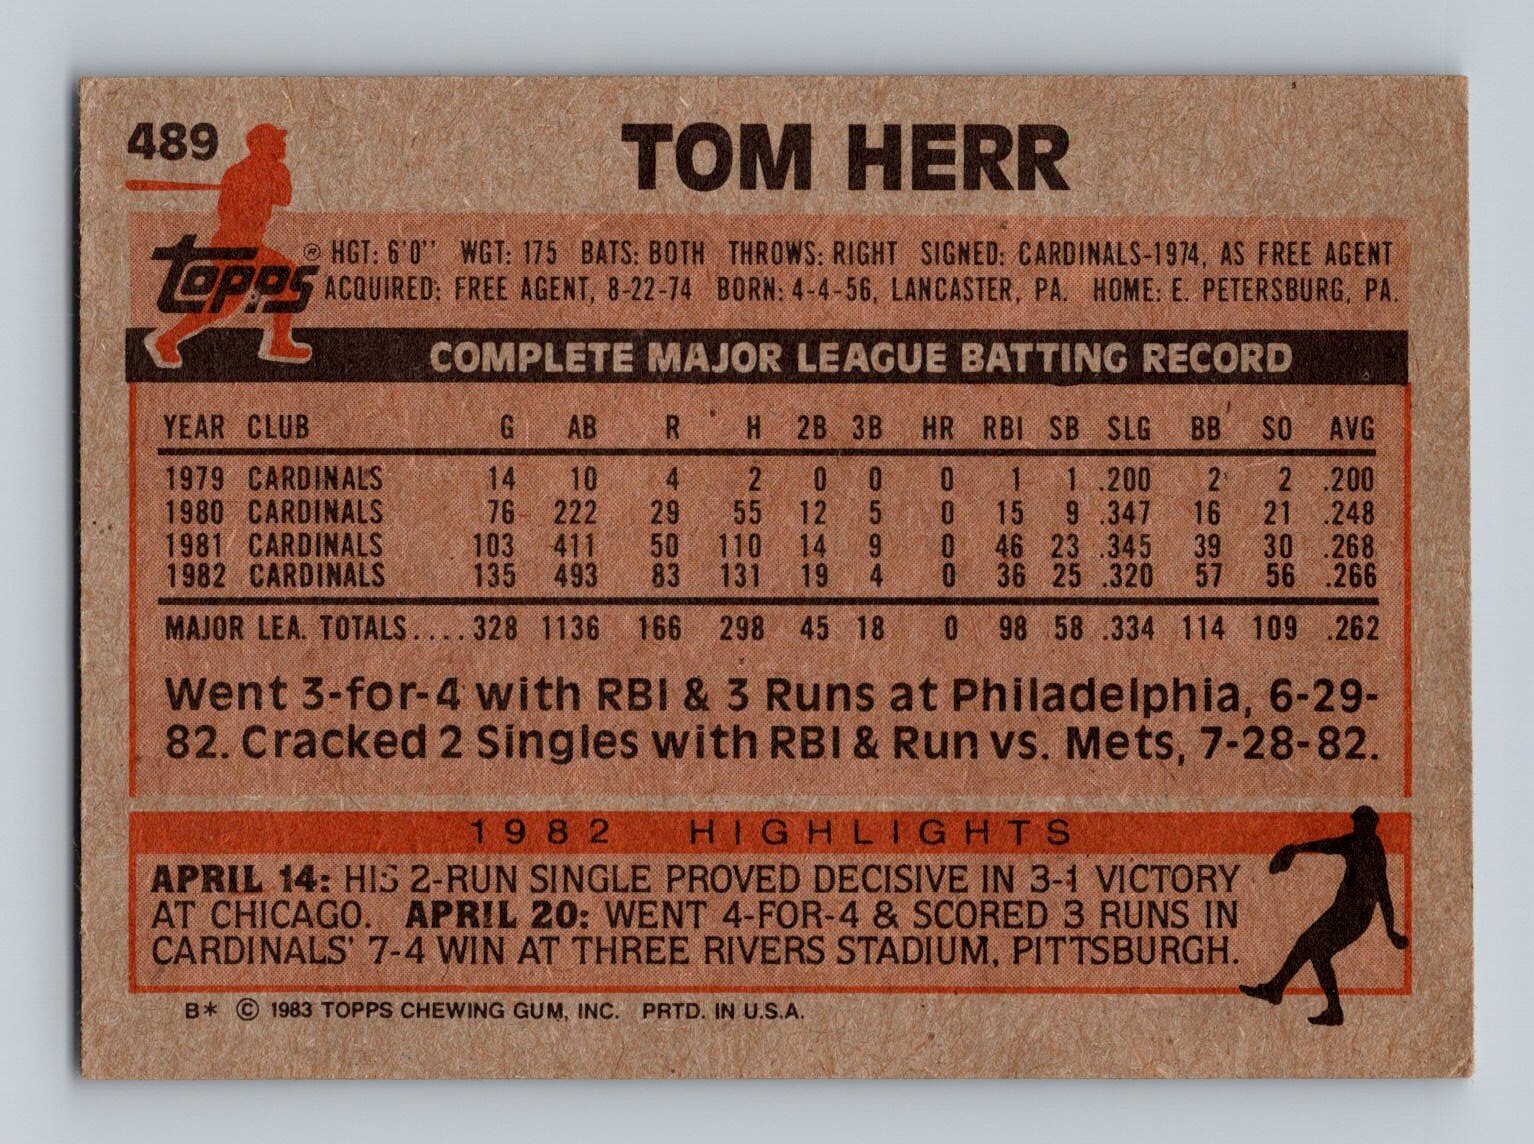 489
TOM HERR
Topps ® HGT: 6'0" WGT: 175 BATS: BOTH THROWS: RIGHT SIGNED: CARDINALS-1974, AS FREE AGENT
ACQUIRED: FREE AGENT, 8-22-74 BORN: 4-4-56, LANCASTER, PA. HOME: E. PETERSBURG, PA.
COMPLETE MAJOR LEAGUE BATTING RECORD
YEAR CLUB G AB R H 2B 3B HR RBI SB SLG BB SO AVG
1979 CARDINALS 14 10 4 2 0 0 0 1 1 .200 2 2 .200
1980 CARDINALS 76 222 29 55 12 5 0 15 9 .347 16 21 .248
1981 CARDINALS 103 411 50 110 14 9 0 46 23 .345 39 30 .268
1982 CARDINALS 135 493 83 131 19 4 0 36 25 .320 57 56 .266
MAJOR LEA. TOTALS.... 328 1136 166 298 45 18 0 98 58 .334 114 109 .262
Went 3-for-4 with RBI & 3 Runs at Philadelphia, 6-29-
82. Cracked 2 Singles with RBI & Run vs. Mets, 7-28-82.
1982 HIGHLIGHTS
APRIL 14: HIS 2-RUN SINGLE PROVED DECISIVE IN 3-1 VICTORY
AT CHICAGO. APRIL 20: WENT 4-FOR-4 & SCORED 3 RUNS IN
CARDINALS' 7-4 WIN AT THREE RIVERS STADIUM, PITTSBURGH.
B* © 1983 TOPPS CHEWING GUM, INC. PRTD. IN U.S.A.